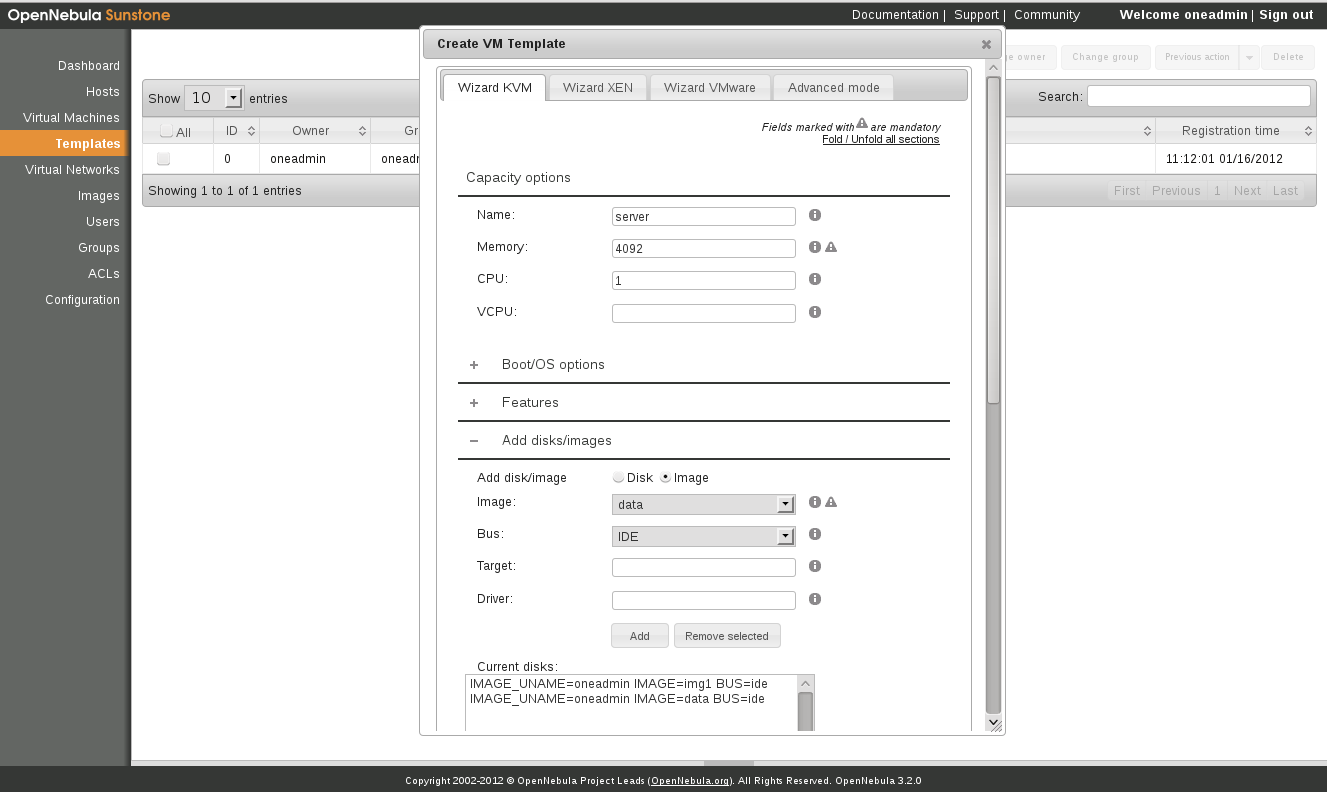 OpenNebula Sunstone
Documentation | Support | Community Welcome oneadmin | Sign out
Dashboard
Hosts
Virtual Machines
Templates
Virtual Networks
Images
Users
Groups
ACLs
Configuration
owner Change group Previous action Delete
Show 10 entries
Search:
All ID Owner Gr Registration time
0 oneadmin onead 11:12:01 01/16/2012
Showing 1 to 1 of 1 entries
First Previous 1 Next Last
Create VM Template
Wizard KVM Wizard XEN Wizard VMware Advanced mode
Fields marked with are mandatory
Fold / Unfold all sections
Capacity options
Name: server
Memory: 4092
CPU: 1
VCPU:
+ Boot/OS options
+ Features
− Add disks/images
Add disk/image Disk Image
Image: data
Bus: IDE
Target:
Driver:
Add Remove selected
Current disks:
IMAGE_UNAME=oneadmin IMAGE=img1 BUS=ide
IMAGE_UNAME=oneadmin IMAGE=data BUS=ide
Copyright 2002-2012 © OpenNebula Project Leads (OpenNebula.org). All Rights Reserved. OpenNebula 3.2.0